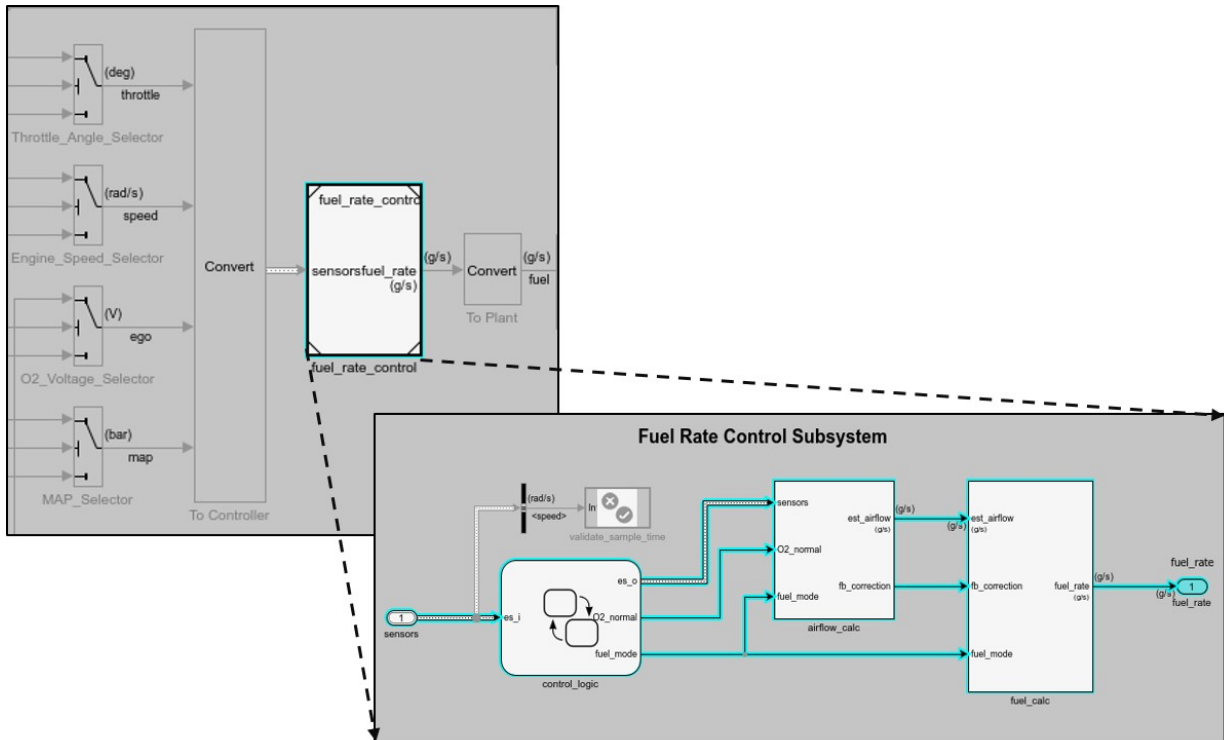 (deg)
throttle
Throttle_Angle_Selector
(rad/s)
speed
Engine_Speed_Selector
(V)
ego
O2_Voltage_Selector
(bar)
map
MAP_Selector
Convert
To Controller
fuel_rate_contro
sensorsfuel_rate
(g/s)
fuel_rate_control
(g/s)
Convert
To Plant
(g/s)
fuel
Fuel Rate Control Subsystem
1
sensors
(rad/s)
<speed>
In
validate_sample_time
es_i
es_o
O2_normal
fuel_mode
control_logic
sensors
O2_normal
fuel_mode
est_airflow
(g/s)
fb_correction
airflow_calc
(g/s)
(g/s)
est_airflow
(g/s)
fb_correction
fuel_mode
fuel_rate
(g/s)
fuel_calc
(g/s)
(g/s)
fuel_rate
1
fuel_rate